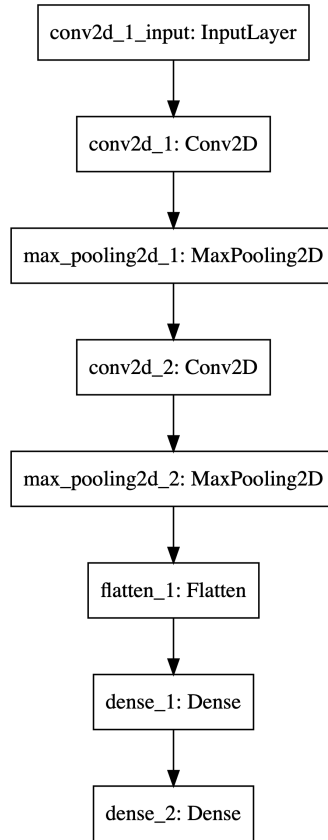 conv2d_1_input: InputLayer
conv2d_1: Conv2D
max_pooling2d_1: MaxPooling2D
conv2d_2: Conv2D
max_pooling2d_2: MaxPooling2D
flatten_1: Flatten
dense_1: Dense
dense_2: Dense